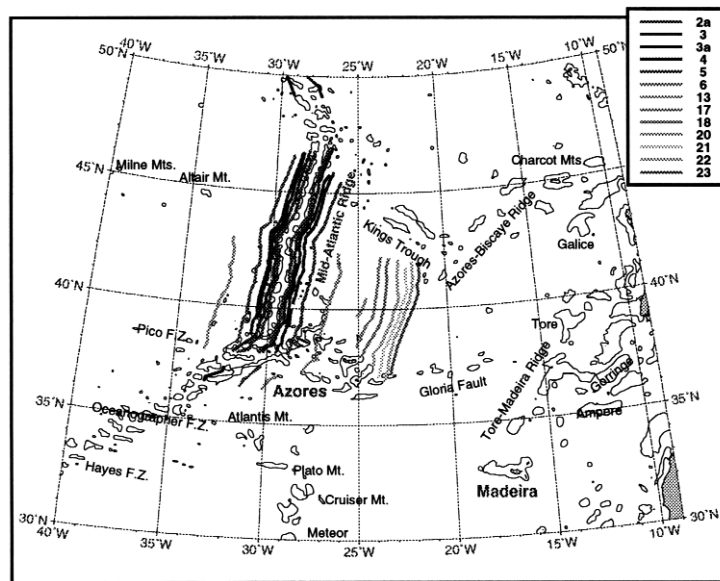 40°W
35°W
30°W
25°W
20°W
15°W
10°W
50°N
50°N
2a
3
3a
4
5
6
13
17
18
20
21
22
23
Milne Mts.
Altair Mt.
45°N
Charcot Mts.
Mid-Atlantic Ridge
Kings Trough
Azores-Biscaye Ridge
Galice
40°N
40°N
Pico F.Z.
Tore
Azores
Gloria Fault
Tore-Madeira Ridge
Gorringe
35°N
Oceanographer F.Z.
Atlantis Mt.
Ampere
35°N
Hayes F.Z.
Plato Mt.
Madeira
Cruiser Mt.
30°N
Meteor
30°N
40°W
35°W
30°W
25°W
20°W
15°W
10°W